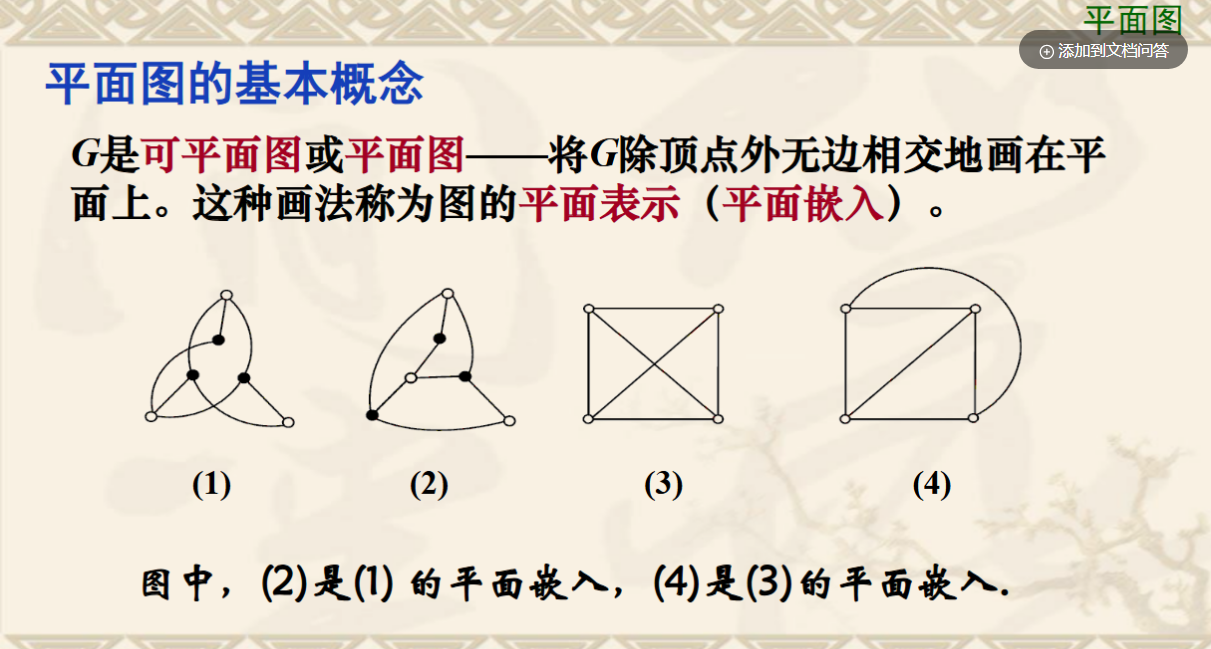 平面图
添加到文档问答
平面图的基本概念
G是可平面图或平面图——将G除顶点外无边相交地画在平
面上。这种画法称为图的平面表示（平面嵌入）。
(1) (2) (3) (4)
图中，(2)是(1) 的平面嵌入，(4)是(3)的平面嵌入.